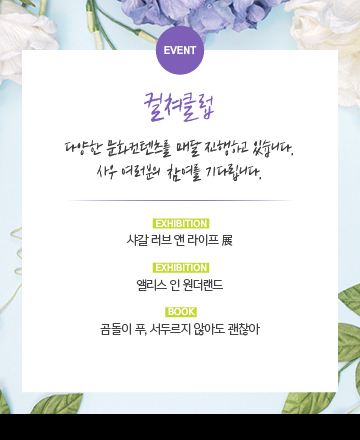 EVENT
컬쳐클럽
다양한 문화컨텐츠를 매달 진행하고 있습니다.
사우 여러분의 참여를 기다립니다.
EXHIBITION
샤갈 러브 앤 라이프 展
EXHIBITION
앨리스 인 원더랜드
BOOK
곰돌이 푸, 서두르지 않아도 괜찮아